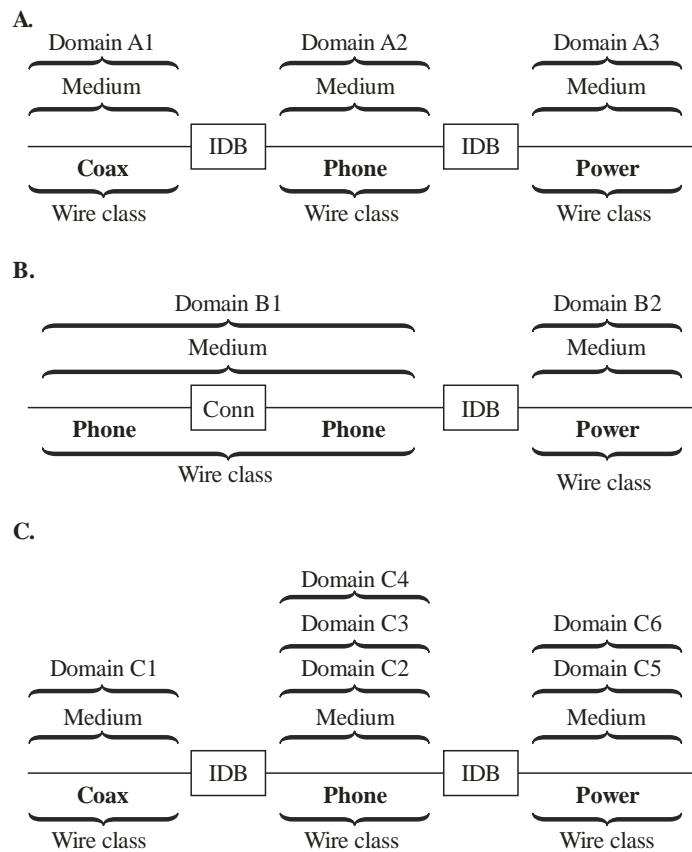 A.
Domain A1 Domain A2 Domain A3
Medium Medium Medium
IDB IDB
Coax Phone Power
Wire class Wire class Wire class
B.
Domain B1 Domain B2
Medium Medium
Conn IDB
Phone Phone Power
Wire class Wire class
C.
Domain C4
Domain C3 Domain C6
Domain C1 Domain C2 Domain C5
Medium Medium Medium
IDB IDB
Coax Phone Power
Wire class Wire class Wire class